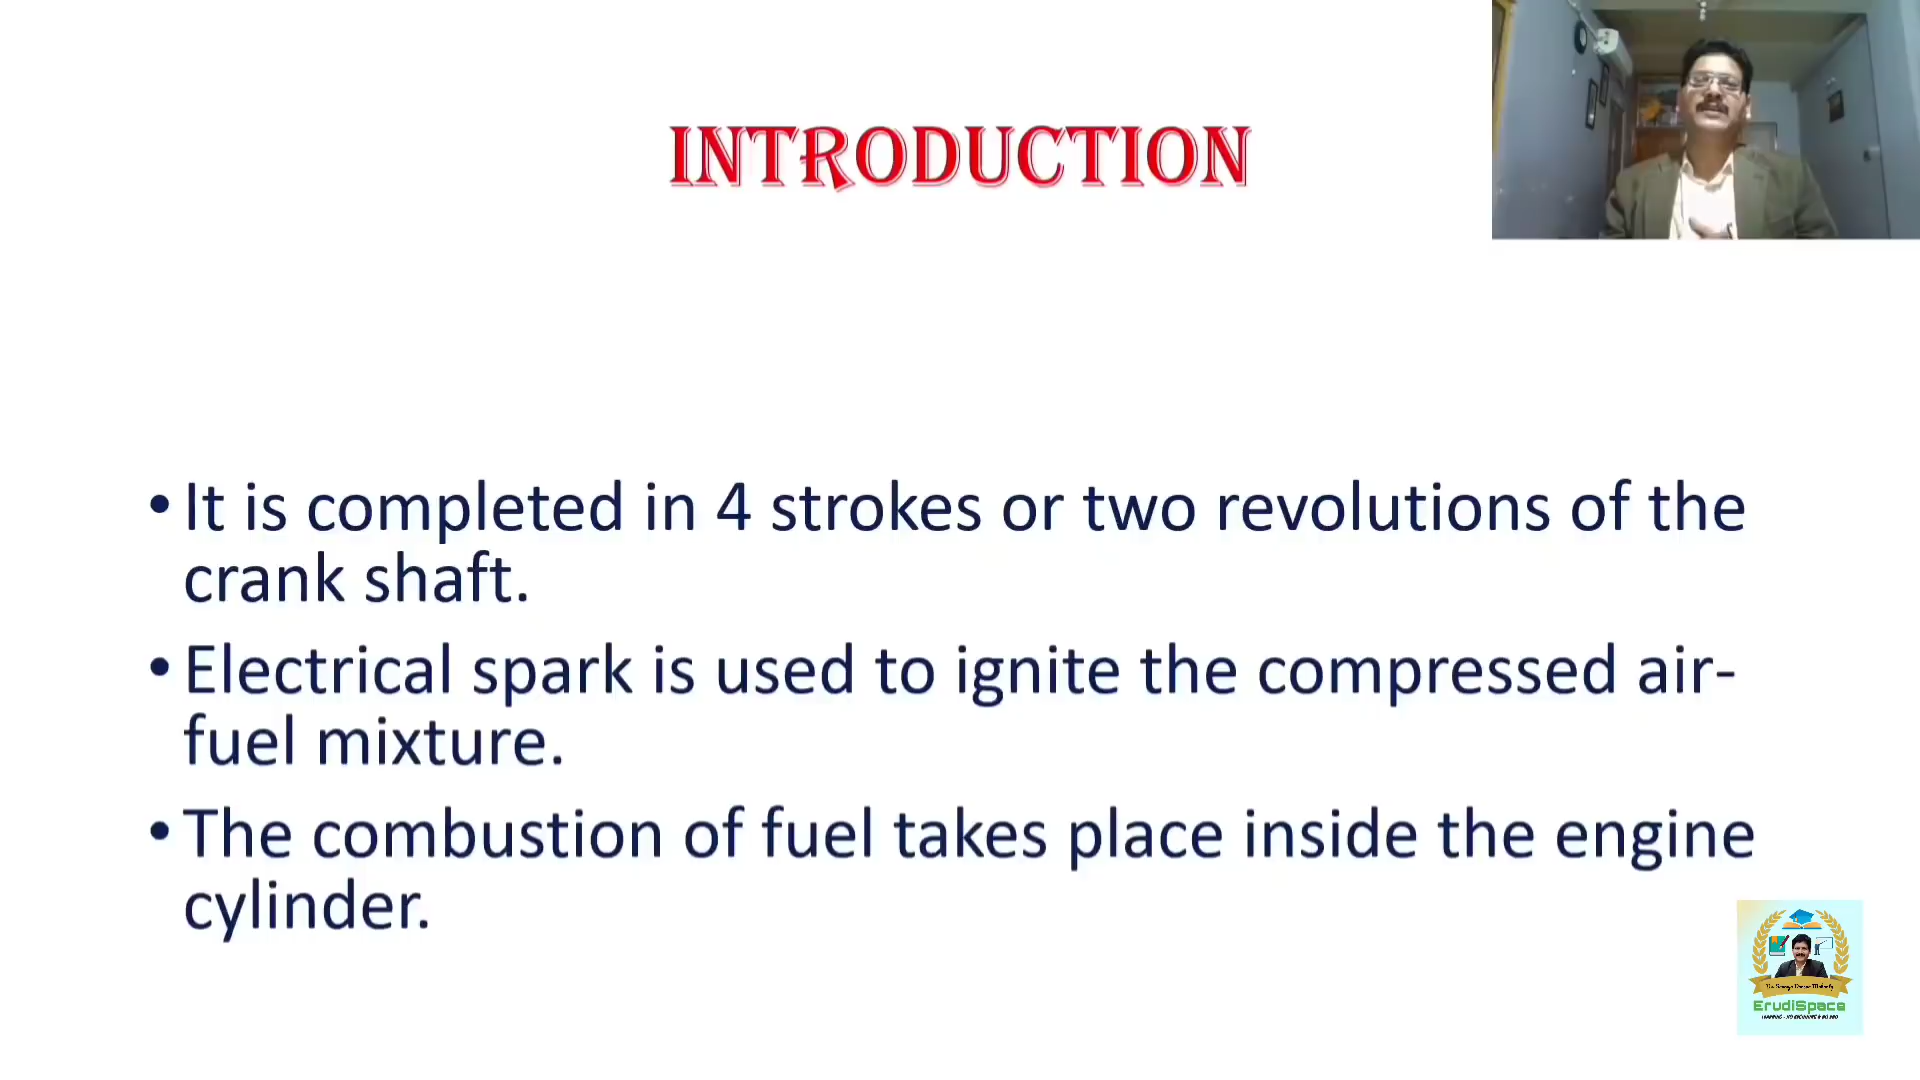 INTRODUCTION
• It is completed in 4 strokes or two revolutions of the
crank shaft.
• Electrical spark is used to ignite the compressed air-
fuel mixture.
• The combustion of fuel takes place inside the engine
cylinder.
ErudiSpace